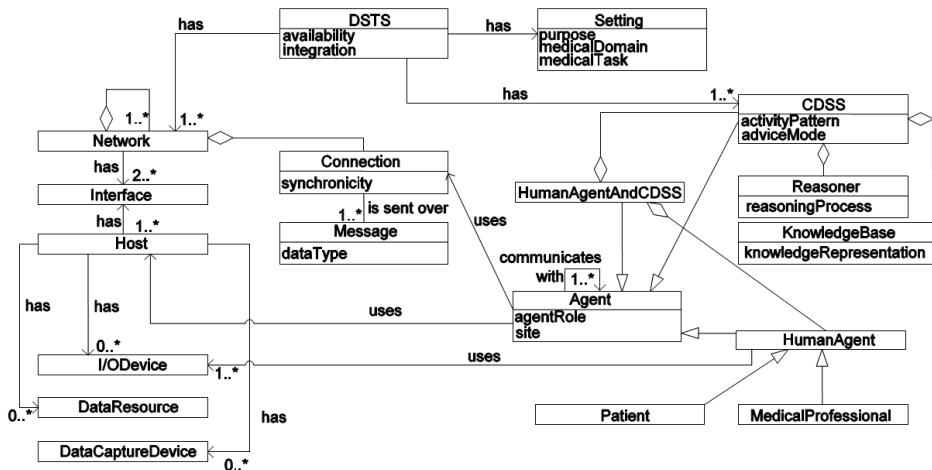 DSTS
availability
integration
has
has
Setting
purpose
medicalDomain
medicalTask
has
1..*
CDSS
activityPattern
adviceMode
1..*
1..*
Network
has
2..*
Interface
has
1..*
Host
Connection
synchronicity
is sent over
1..*
Message
dataType
uses
HumanAgentAndCDSS
Reasoner
reasoningProcess
KnowledgeBase
knowledgeRepresentation
communicates
with
1..*
Agent
agentRole
site
has
has
uses
0..*
I/ODevice
1..*
uses
HumanAgent
0..*
DataResource
has
Patient
MedicalProfessional
DataCaptureDevice
0..*